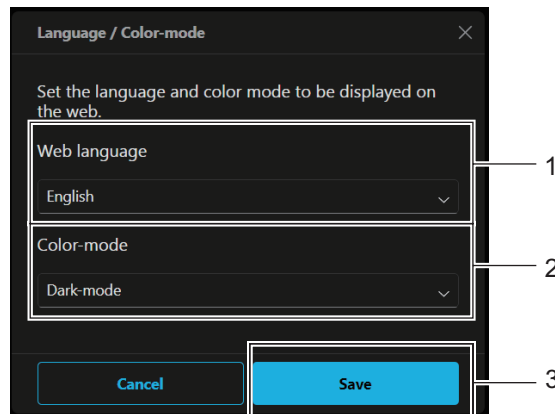 Language / Color-mode
Set the language and color mode to be displayed on
the web.
Web language
1
English
Color-mode
2
Dark-mode
Cancel
Save
3